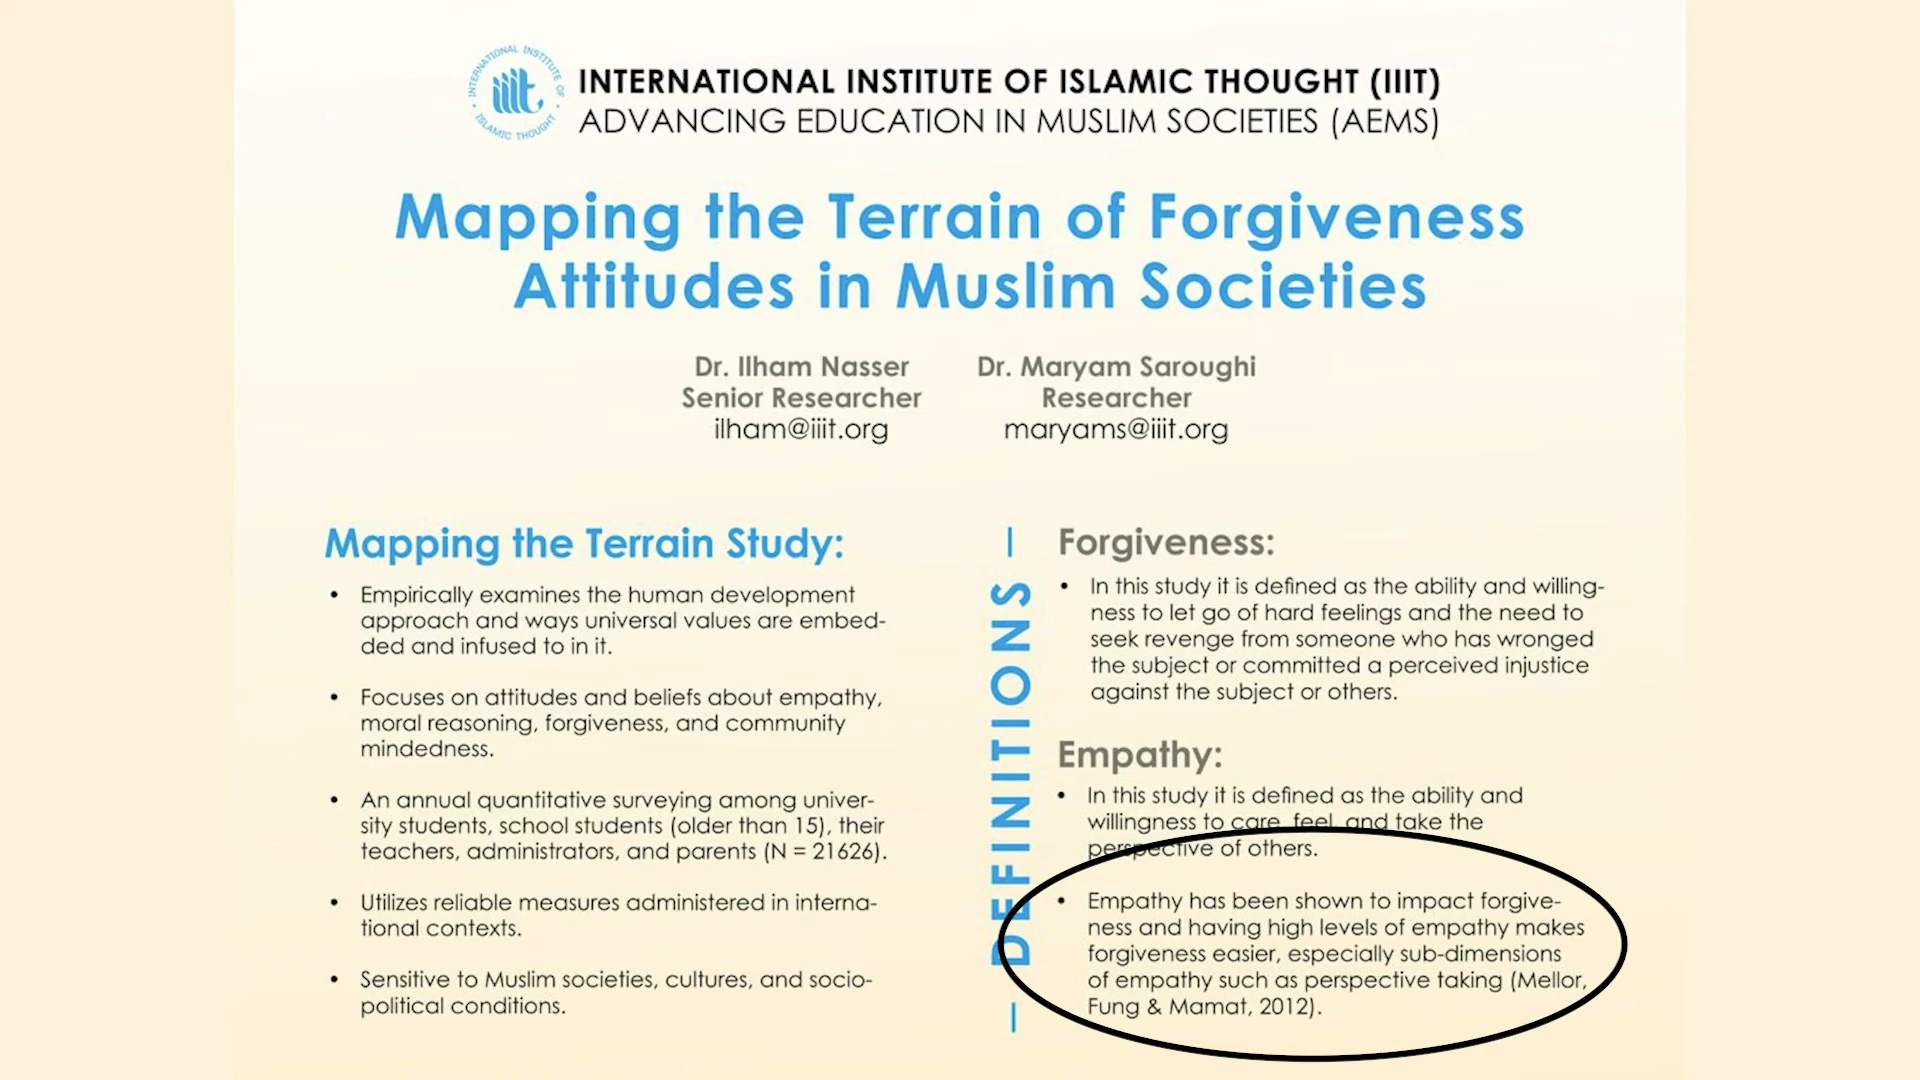 INTERNATIONAL INSTITUTE OF ISLAMIC THOUGHT
iiit
INTERNATIONAL INSTITUTE OF ISLAMIC THOUGHT (IIIT)
ADVANCING EDUCATION IN MUSLIM SOCIETIES (AEMS)
Mapping the Terrain of Forgiveness
Attitudes in Muslim Societies
Dr. Ilham Nasser
Senior Researcher
ilham@iiit.org
Dr. Maryam Saroughi
Researcher
maryams@iiit.org
Mapping the Terrain Study:
• Empirically examines the human development
approach and ways universal values are embed-
ded and infused to in it.
• Focuses on attitudes and beliefs about empathy,
moral reasoning, forgiveness, and community
mindedness.
• An annual quantitative surveying among univer-
sity students, school students (older than 15), their
teachers, administrators, and parents (N = 21626).
• Utilizes reliable measures administered in interna-
tional contexts.
• Sensitive to Muslim societies, cultures, and socio-
political conditions.
— DEFINITIONS —
Forgiveness:
• In this study it is defined as the ability and willing-
ness to let go of hard feelings and the need to
seek revenge from someone who has wronged
the subject or committed a perceived injustice
against the subject or others.
Empathy:
• In this study it is defined as the ability and
willingness to care, feel, and take the
perspective of others.
• Empathy has been shown to impact forgive-
ness and having high levels of empathy makes
forgiveness easier, especially sub-dimensions
of empathy such as perspective taking (Mellor,
Fung & Mamat, 2012).